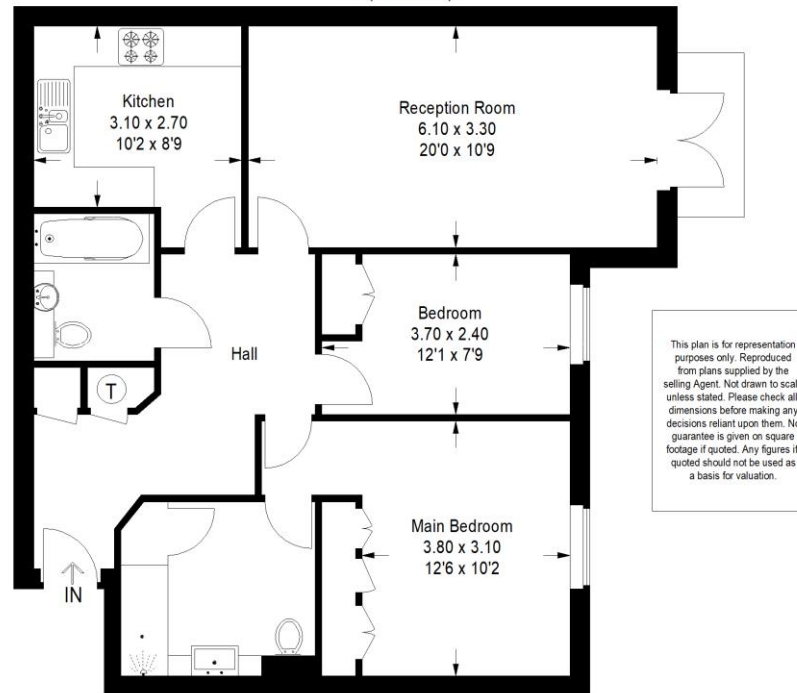 Kitchen
3.10 x 2.70
10'2 x 8'9
Reception Room
6.10 x 3.30
20'0 x 10'9
Bedroom
3.70 x 2.40
12'1 x 7'9
Hall
T
Main Bedroom
3.80 x 3.10
12'6 x 10'2
IN
This plan is for representation
purposes only. Reproduced
from plans supplied by the
selling Agent. Not drawn to scal
unless stated. Please check all
dimensions before making any
decisions reliant upon them. No
guarantee is given on square
footage if quoted. Any figures if
quoted should not be used as
a basis for valuation.